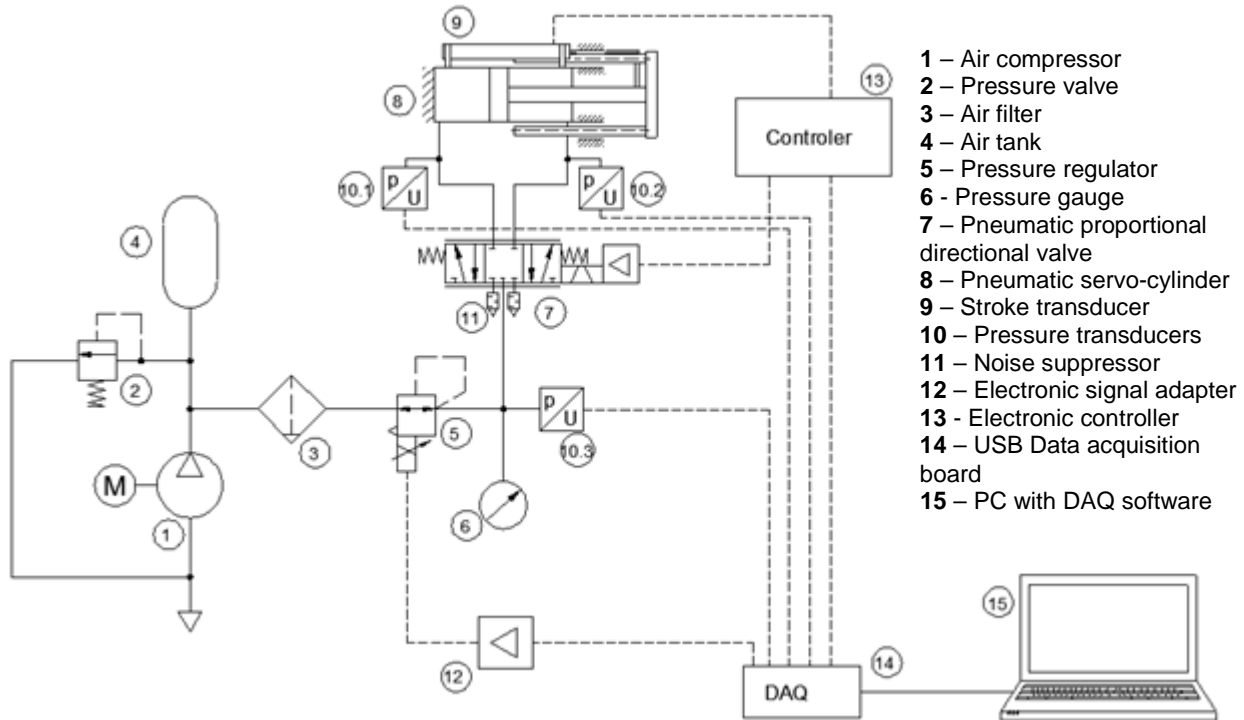 9
8
13
Controler
10.1
p
U
p
U
10.2
4
11
7
2
3
5
p
U
10.3
M
1
6
12
DAQ
14
15
1 – Air compressor
2 – Pressure valve
3 – Air filter
4 – Air tank
5 – Pressure regulator
6 - Pressure gauge
7 – Pneumatic proportional
directional valve
8 – Pneumatic servo-cylinder
9 – Stroke transducer
10 – Pressure transducers
11 – Noise suppressor
12 – Electronic signal adapter
13 - Electronic controller
14 – USB Data acquisition
board
15 – PC with DAQ software